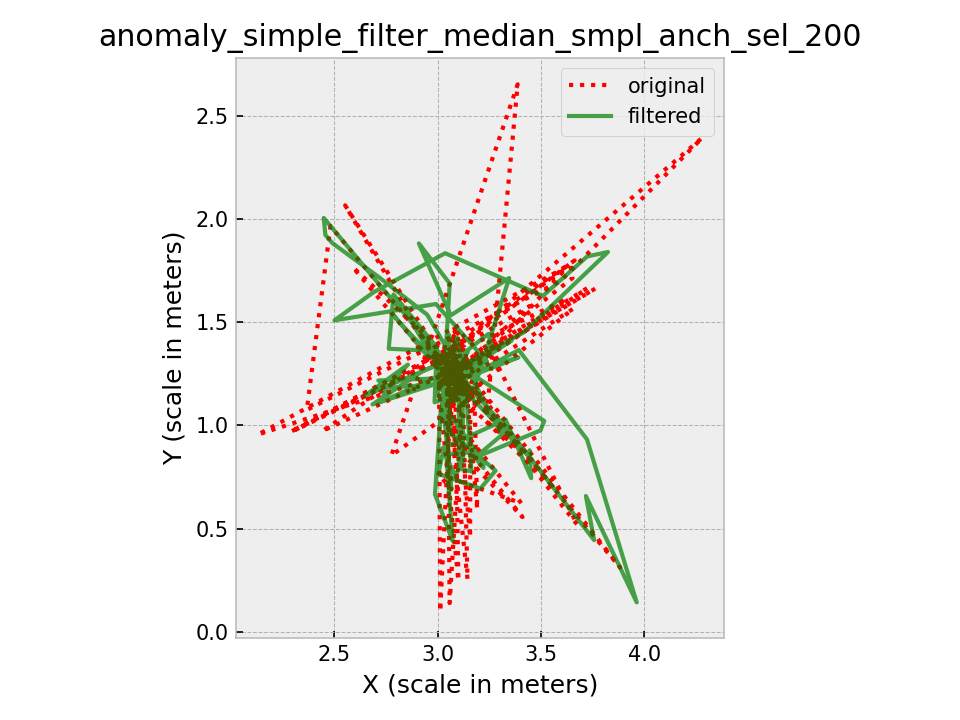 anomaly_simple_filter_median_smpl_anch_sel_200
original
filtered
2.5
2.0
1.5
1.0
0.5
0.0
Y (scale in meters)
2.5 3.0 3.5 4.0
X (scale in meters)